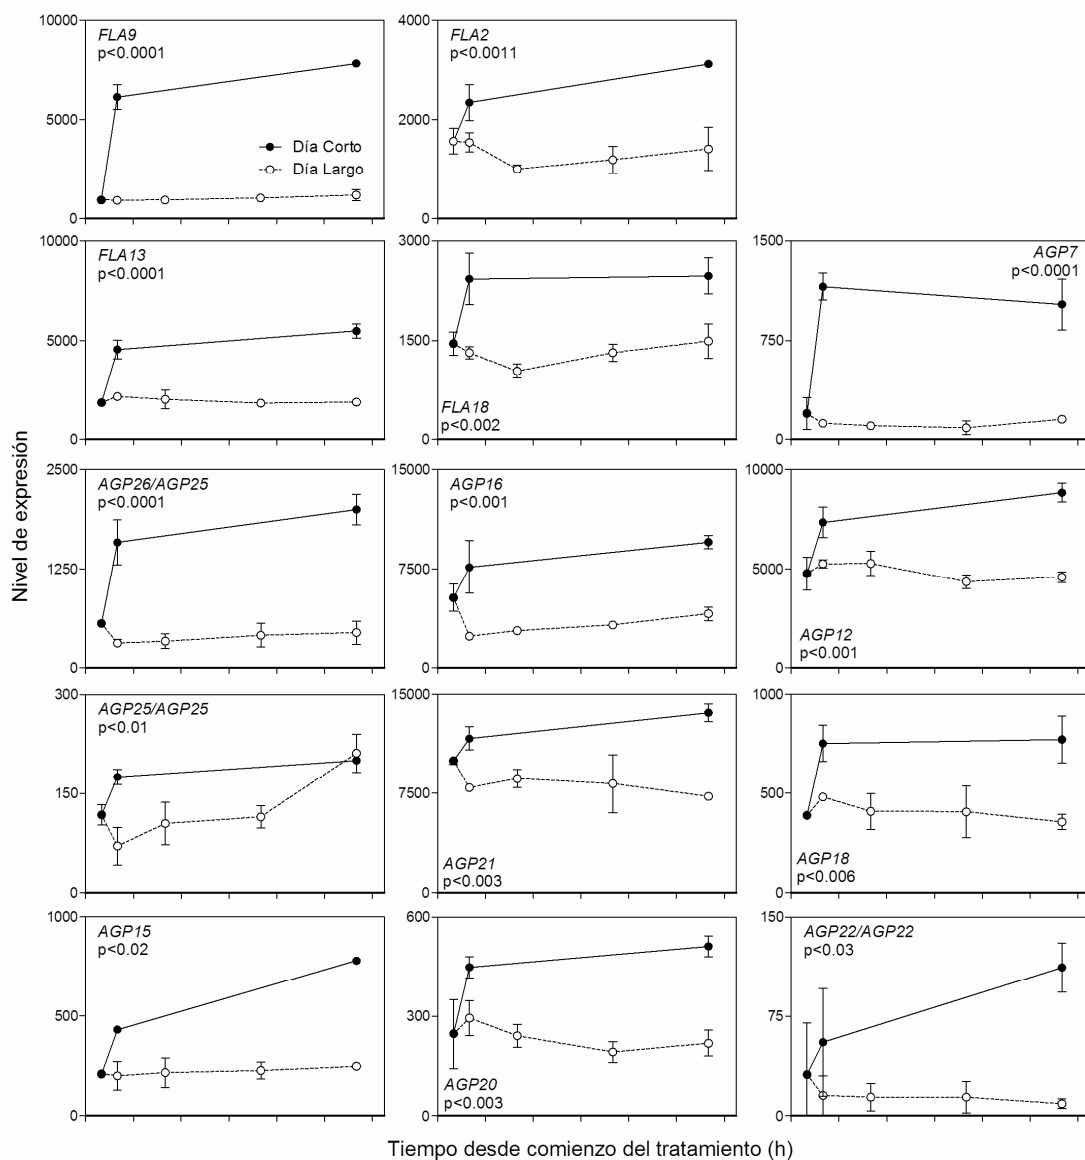 FLA9
p<0.0001
10000
5000
0
Día Corto
Día Largo
FLA2
p<0.0011
4000
2000
0
FLA13
p<0.0001
10000
5000
0
FLA18
p<0.002
3000
1500
0
AGP7
p<0.0001
1500
750
0
Nivel de expresión
AGP26/AGP25
p<0.0001
2500
1250
0
AGP16
p<0.001
15000
7500
0
AGP12
p<0.001
10000
5000
0
AGP25/AGP25
p<0.01
300
150
0
AGP21
p<0.003
15000
7500
0
AGP18
p<0.006
1000
500
0
AGP15
p<0.02
1000
500
0
AGP20
p<0.003
600
300
0
AGP22/AGP22
p<0.03
150
75
0
Tiempo desde comienzo del tratamiento (h)